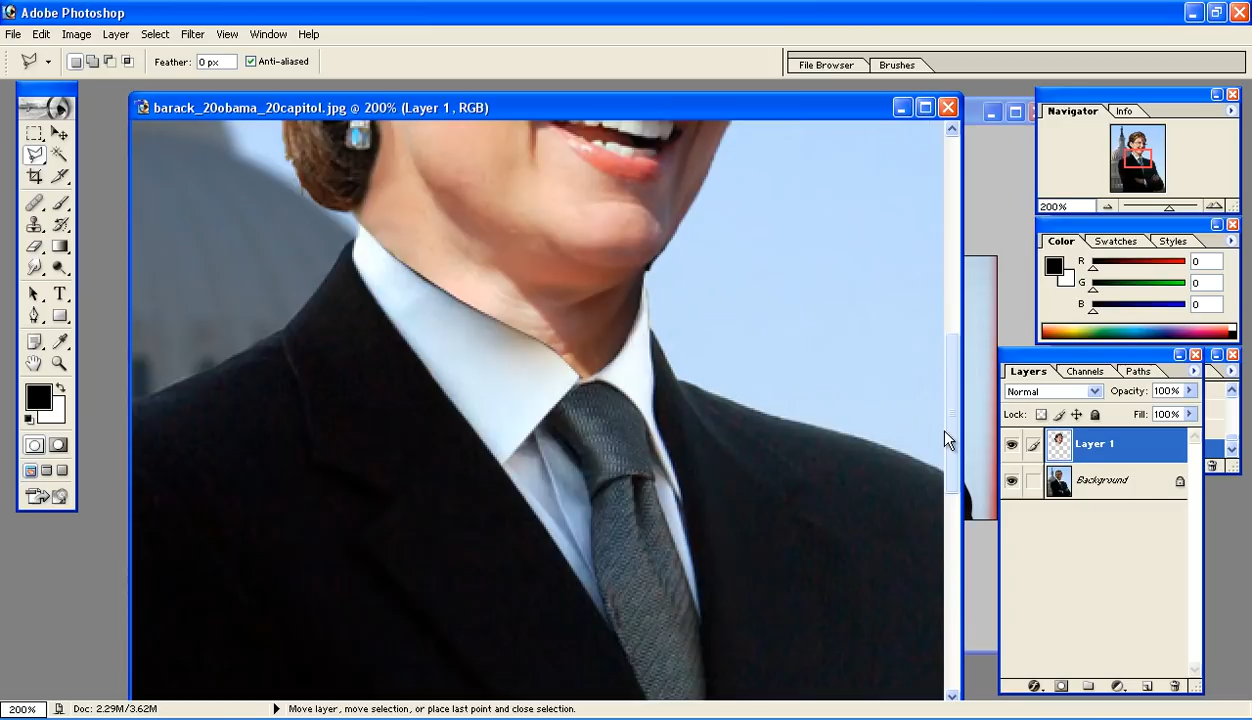 Adobe Photoshop
File Edit Image Layer Select Filter View Window Help
Feather: 0 px Anti-aliased
File Browser Brushes
barack_20obama_20capitol.jpg @ 200% (Layer 1, RGB)
Navigator Info
200%
Color Swatches Styles
R 0
G 0
B 0
Layers Channels Paths
Normal Opacity: 100%
Lock: Fill: 100%
Layer 1
Background
200% Doc: 2.29M/3.62M Move layer, move selection, or place last point and close selection.